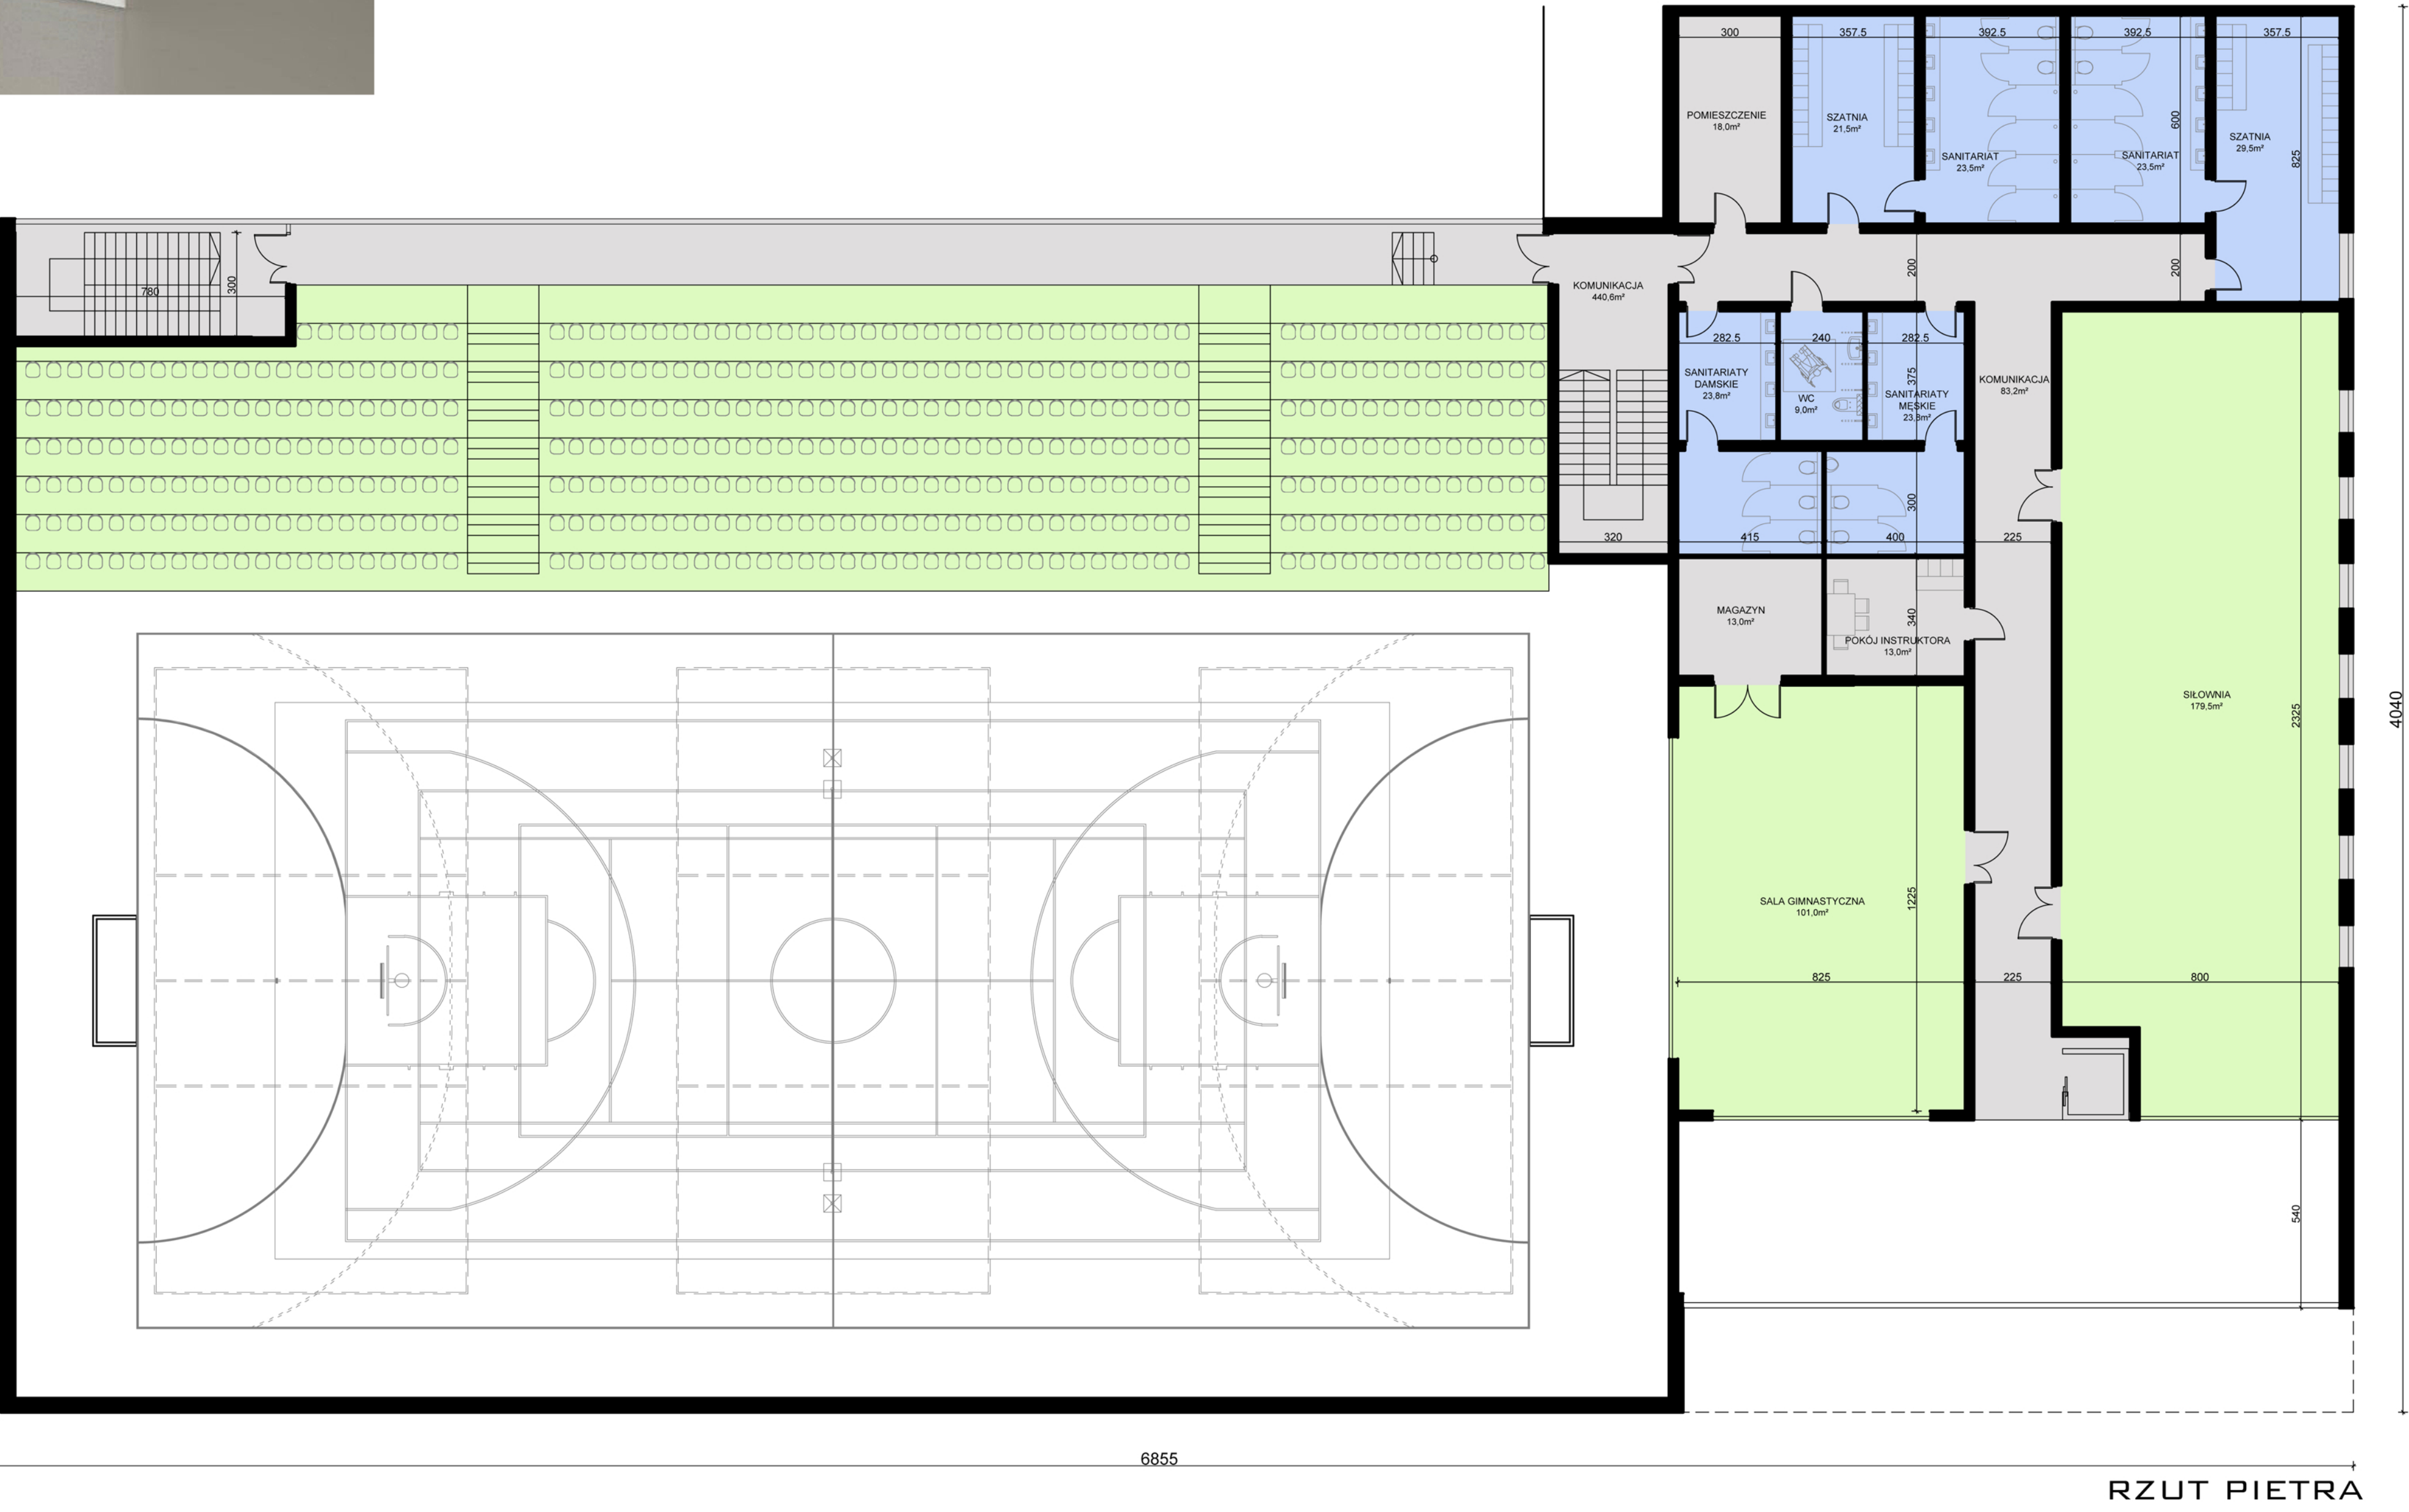 300
357.5
392.5
392.5
357.5
POMIESZCZENIE
18,0m²
SZATNIA
21,5m²
SANITARIAT
23,5m²
600
SANITARIAT
23,5m²
SZATNIA
29,5m²
825
780
300
KOMUNIKACJA
440,6m²
200
200
282.5
240
282.5
SANITARIATY
DAMSKIE
23,8m²
WC
9,0m²
375
SANITARIATY
MĘSKIE
23,8m²
KOMUNIKACJA
83,2m²
300
320
415
400
225
MAGAZYN
13,0m²
340
POKÓJ INSTRUKTORA
13,0m²
SIŁOWNIA
179,5m²
2325
4040
SALA GIMNASTYCZNA
101,0m²
1225
825
225
800
540
6855
RZUT PIETRA